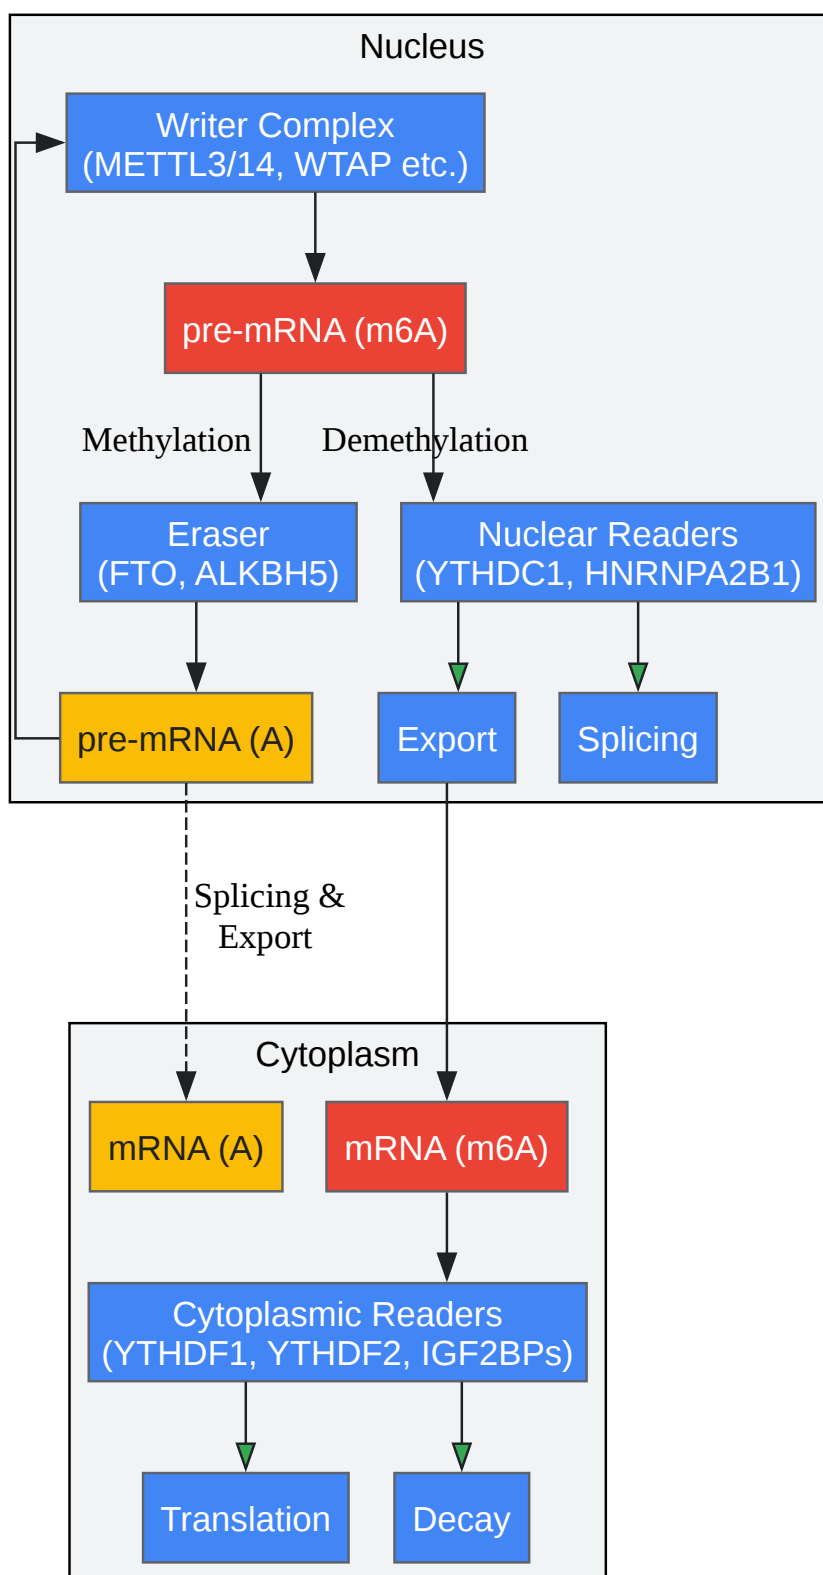 Nucleus
Writer Complex
(METTL3/14, WTAP etc.)
pre-mRNA (m6A)
Methylation
Demethylation
Eraser
(FTO, ALKBH5)
Nuclear Readers
(YTHDC1, HNRNPA2B1)
pre-mRNA (A)
Export
Splicing
Splicing &
Export
Cytoplasm
mRNA (A)
mRNA (m6A)
Cytoplasmic Readers
(YTHDF1, YTHDF2, IGF2BPs)
Translation
Decay